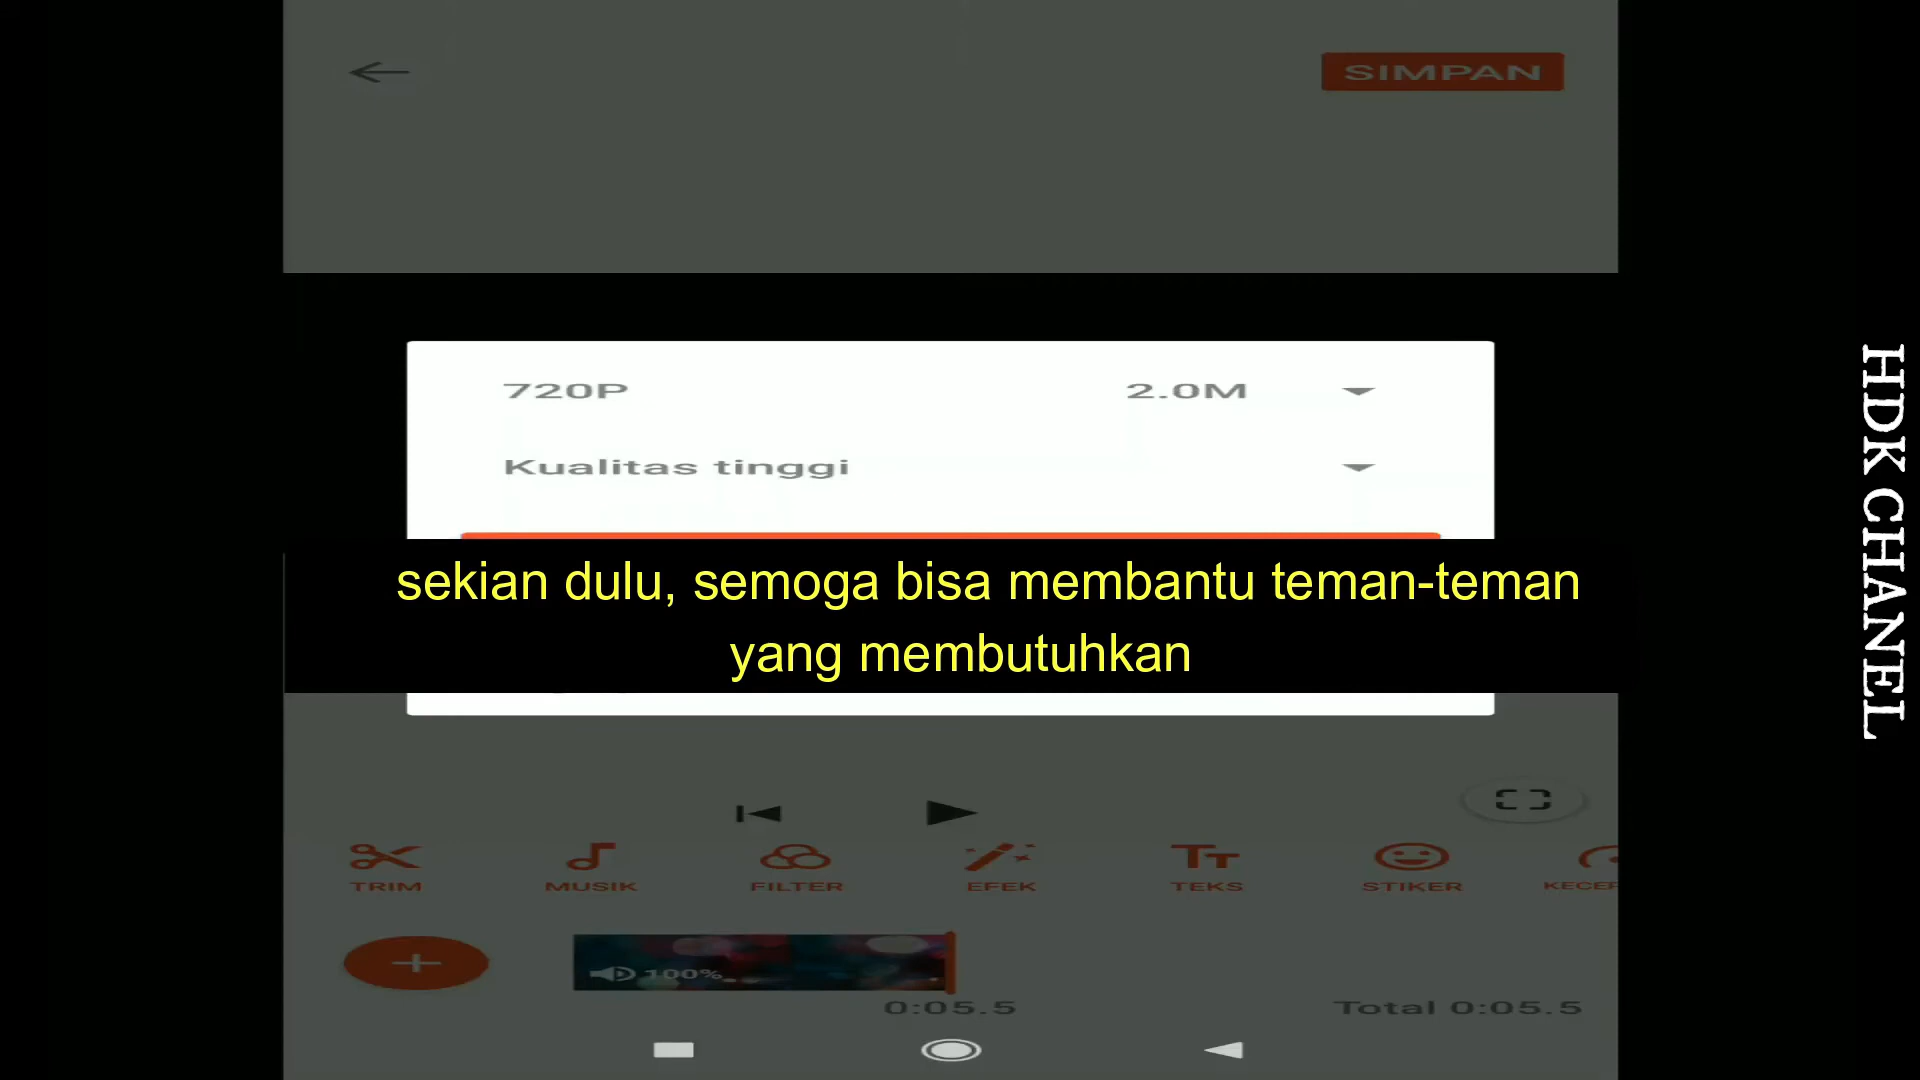 SIMPAN
720P 2.0M
Kualitas tinggi
sekian dulu, semoga bisa membantu teman-teman
yang membutuhkan
HDK CHANEL
TRIM MUSIK FILTER EFEK TEKS STIKER KECEP
100%
0:05.5 Total 0:05.5